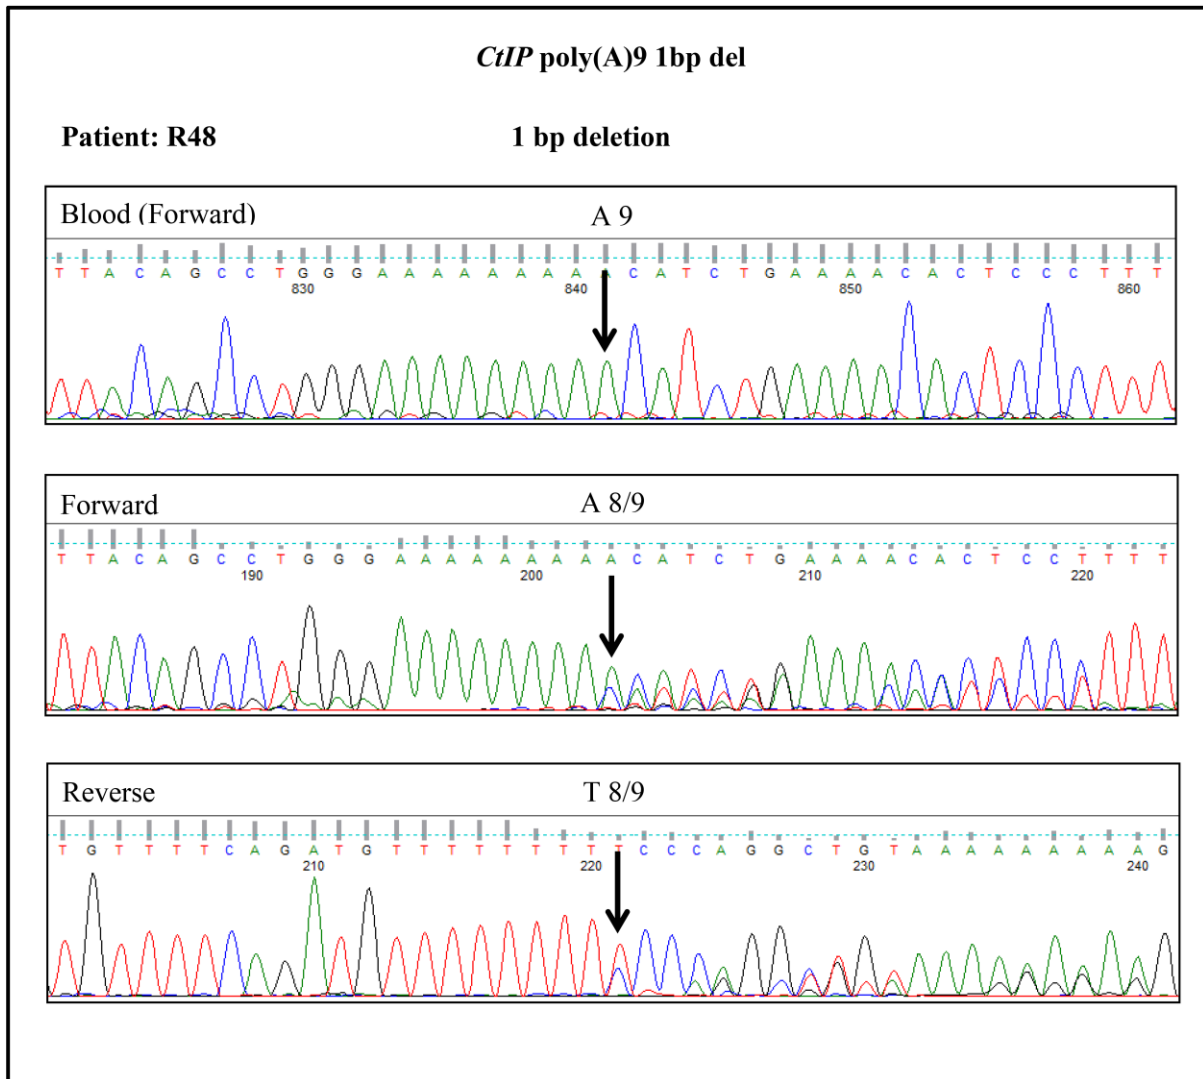 CtIP poly(A)9 1bp del
Patient: R48 1 bp deletion
Blood (Forward) A 9
T T A C A G C C T G G G A A A A A A A A A C A T C T G A A A A C A C T C C C T T T
830 840 850 860
Forward A 8/9
T T A C A G C C T G G G A A A A A A A A A C A T C T G A A A A C A C T C C T T T T
190 200 210 220
Reverse T 8/9
T G T T T T C A G A T G T T T T T T T T T C C C A G G C T G T A A A A A A A A A G
210 220 230 240